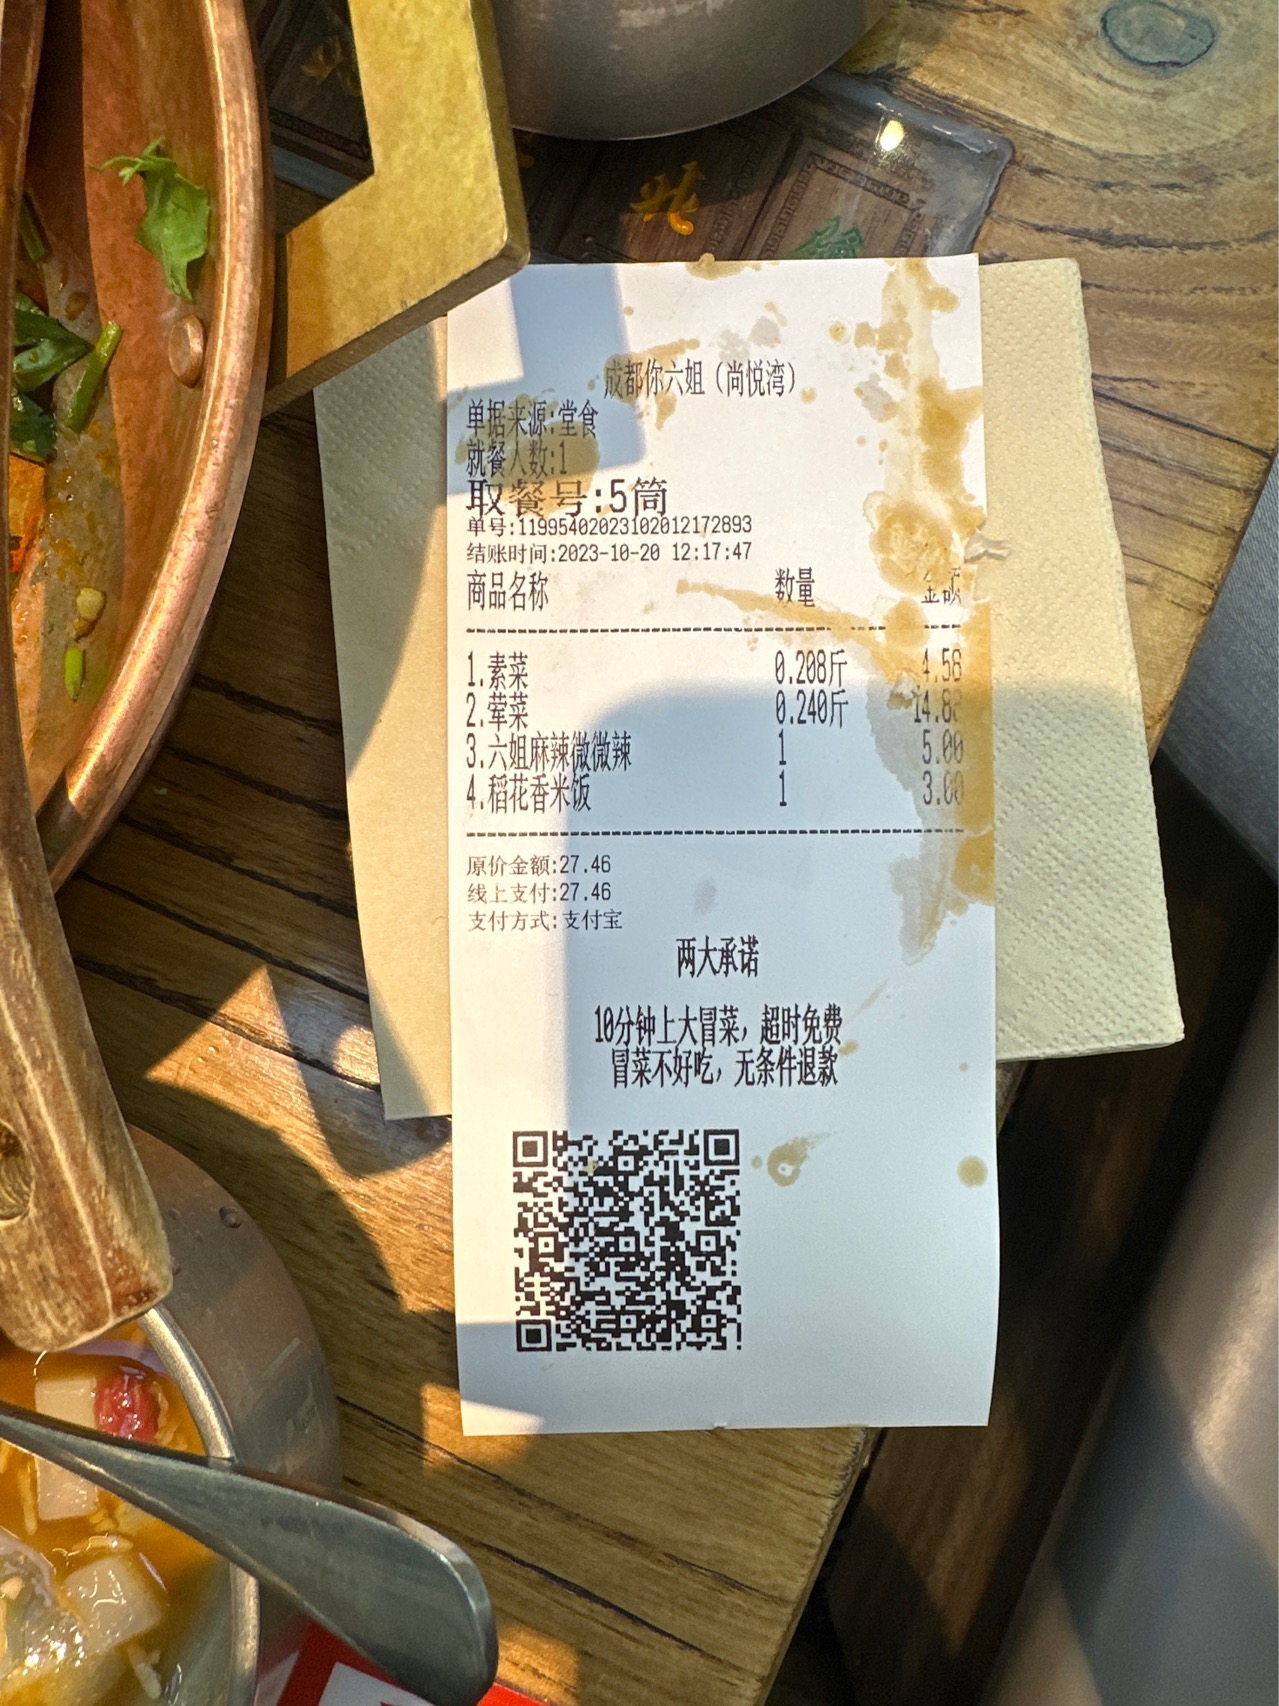 成都你六姐（尚悦湾）
单据来源:堂食
就餐人数:1
取餐号:5筒
单号:11995402023102012172893
结账时间:2023-10-20 12:17:47
商品名称 数量 金额
1.素菜 0.208斤 4.58
2.荤菜 0.240斤 14.88
3.六姐麻辣微微辣 1 5.00
4.稻花香米饭 1 3.00
原价金额:27.46
线上支付:27.46
支付方式:支付宝
两大承诺
10分钟上大冒菜，超时免费
冒菜不好吃，无条件退款